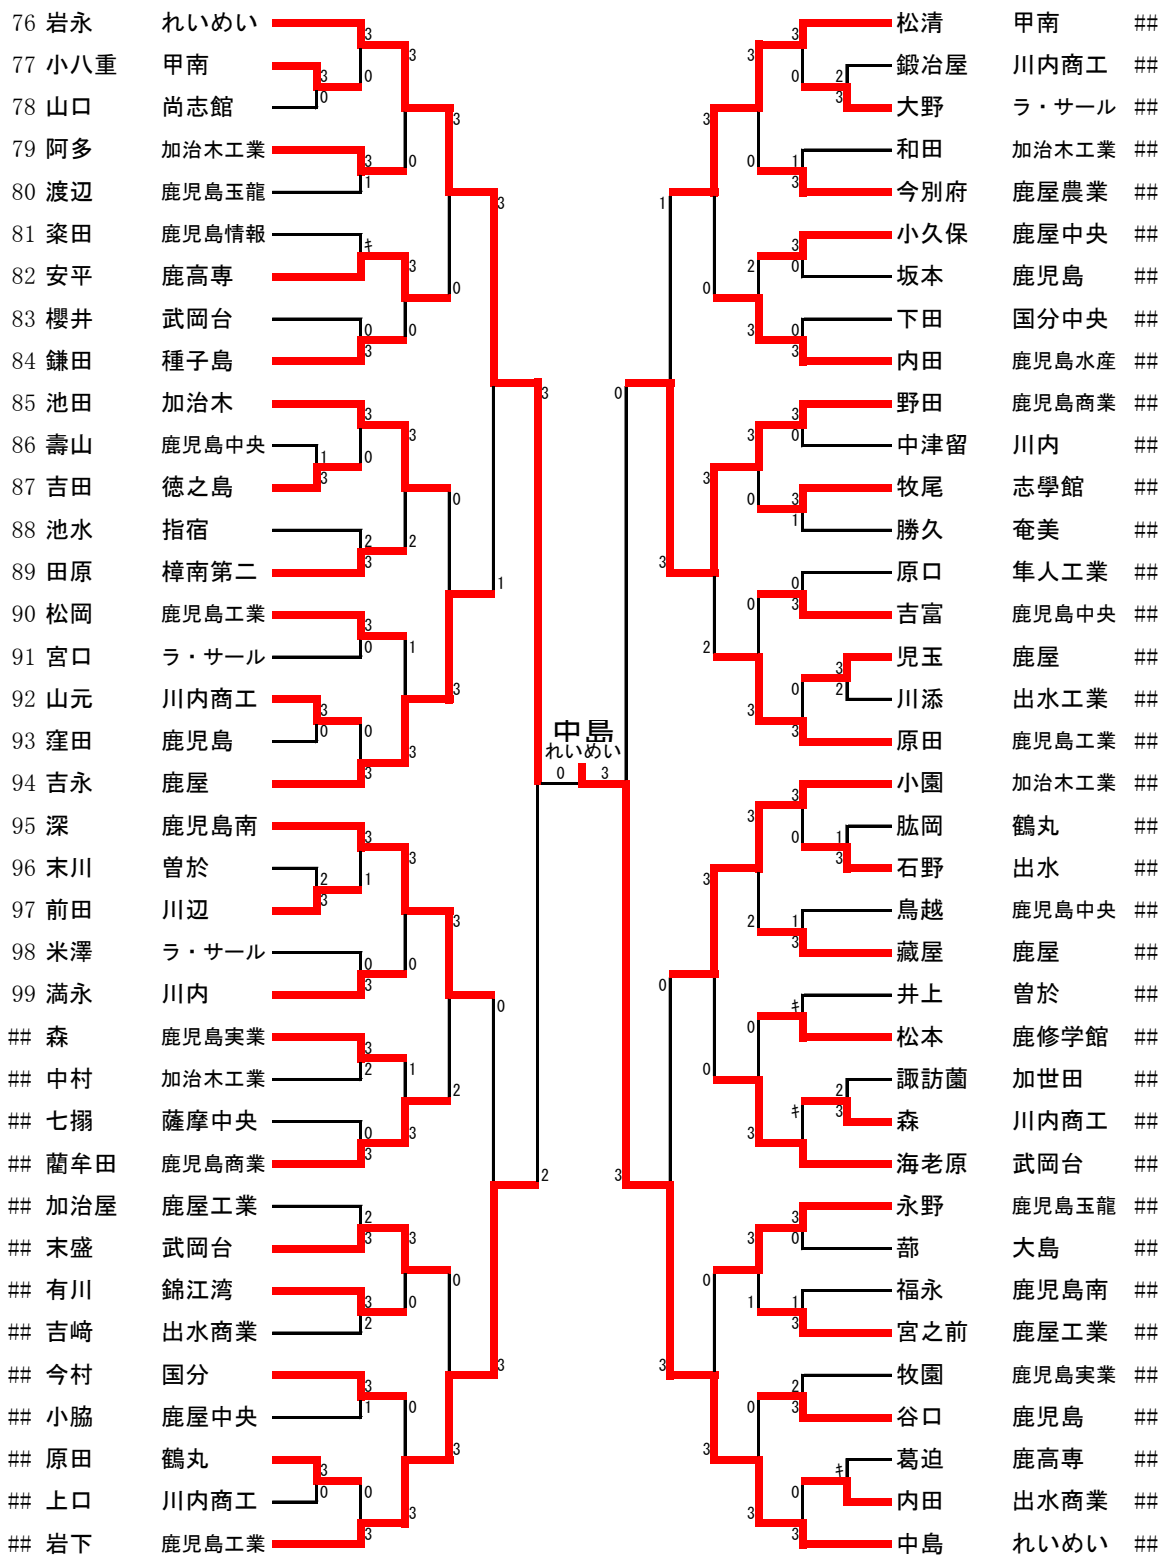 76 岩永 れいめい
77 小八重 甲南
78 山口 尚志館
79 阿多 加治木工業
80 渡辺 鹿児島玉龍
81 楽田 鹿児島情報
82 安平 鹿高専
83 櫻井 武岡台
84 鎌田 種子島
85 池田 加治木
86 壽山 鹿児島中央
87 吉田 徳之島
88 池水 指宿
89 田原 樟南第二
90 松岡 鹿児島工業
91 宮口 ラ・サール
92 山元 川内商工
93 窪田 鹿児島
94 吉永 鹿屋
95 深 鹿児島南
96 末川 曽於
97 前田 川辺
98 米澤 ラ・サール
99 満永 川内
## 森 鹿児島実業
## 中村 加治木工業
## 七搦 薩摩中央
## 藺牟田 鹿児島商業
## 加治屋 鹿屋工業
## 末盛 武岡台
## 有川 錦江湾
## 吉﨑 出水商業
## 今村 国分
## 小脇 鹿屋中央
## 原田 鶴丸
## 上口 川内商工
## 岩下 鹿児島工業
中島
れいめい
0 3
松清 甲南 ##
鍛冶屋 川内商工 ##
大野 ラ・サール ##
和田 加治木工業 ##
今別府 鹿屋農業 ##
小久保 鹿屋中央 ##
坂本 鹿児島 ##
下田 国分中央 ##
内田 鹿児島水産 ##
野田 鹿児島商業 ##
中津留 川内 ##
牧尾 志學館 ##
勝久 奄美 ##
原口 隼人工業 ##
吉富 鹿児島中央 ##
児玉 鹿屋 ##
川添 出水工業 ##
原田 鹿児島工業 ##
小園 加治木工業 ##
肱岡 鶴丸 ##
石野 出水 ##
鳥越 鹿児島中央 ##
藏屋 鹿屋 ##
井上 曽於 ##
松本 鹿修学館 ##
諏訪薗 加世田 ##
森 川内商工 ##
海老原 武岡台 ##
永野 鹿児島玉龍 ##
蔀 大島 ##
福永 鹿児島南 ##
宮之前 鹿屋工業 ##
牧園 鹿児島実業 ##
谷口 鹿児島 ##
葛迫 鹿高専 ##
内田 出水商業 ##
中島 れいめい ##